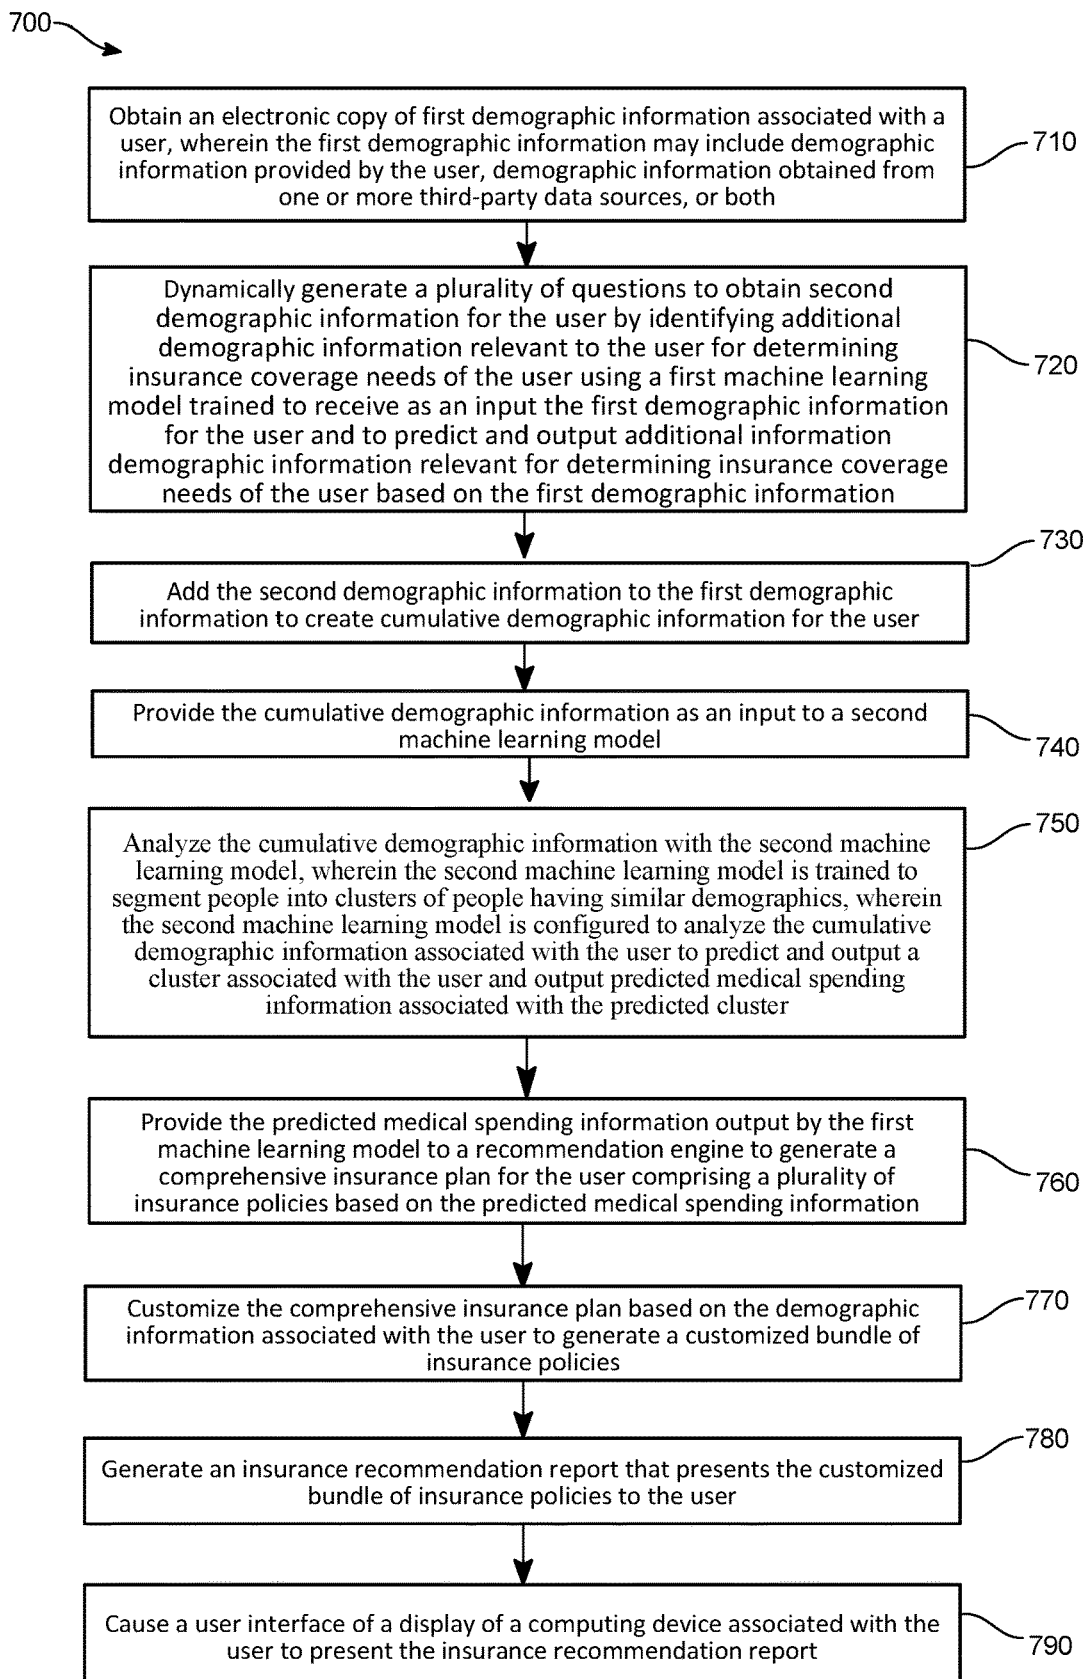 700
Obtain an electronic copy of first demographic information associated with a
user, wherein the first demographic information may include demographic
information provided by the user, demographic information obtained from
one or more third-party data sources, or both
710
Dynamically generate a plurality of questions to obtain second
demographic information for the user by identifying additional
demographic information relevant to the user for determining
insurance coverage needs of the user using a first machine learning
model trained to receive as an input the first demographic information
for the user and to predict and output additional information
demographic information relevant for determining insurance coverage
needs of the user based on the first demographic information
720
730
Add the second demographic information to the first demographic
information to create cumulative demographic information for the user
Provide the cumulative demographic information as an input to a second
machine learning model
740
750
Analyze the cumulative demographic information with the second machine
learning model, wherein the second machine learning model is trained to
segment people into clusters of people having similar demographics, wherein
the second machine learning model is configured to analyze the cumulative
demographic information associated with the user to predict and output a
cluster associated with the user and output predicted medical spending
information associated with the predicted cluster
Provide the predicted medical spending information output by the first
machine learning model to a recommendation engine to generate a
comprehensive insurance plan for the user comprising a plurality of
insurance policies based on the predicted medical spending information
760
Customize the comprehensive insurance plan based on the demographic
information associated with the user to generate a customized bundle of
insurance policies
770
780
Generate an insurance recommendation report that presents the customized
bundle of insurance policies to the user
Cause a user interface of a display of a computing device associated with the
user to present the insurance recommendation report
790